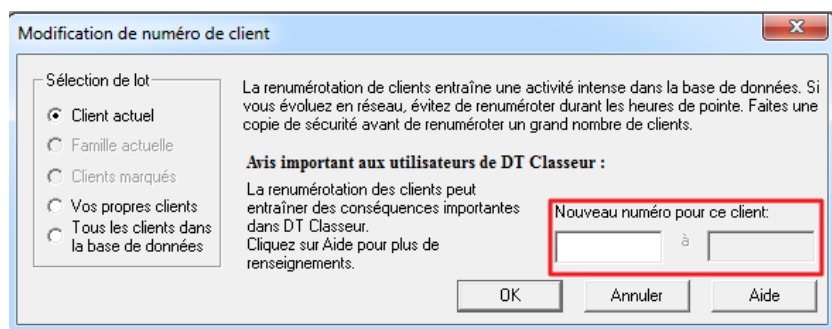 Modification de numéro de client
Sélection de lot
Client actuel
Famille actuelle
Clients marqués
Vos propres clients
Tous les clients dans
la base de données
La renumérotation de clients entraîne une activité intense dans la base de données. Si
vous évoluez en réseau, évitez de renuméroter durant les heures de pointe. Faites une
copie de sécurité avant de renuméroter un grand nombre de clients.
Avis important aux utilisateurs de DT Classeur :
La renumérotation des clients peut
entraîner des conséquences importantes
dans DT Classeur.
Cliquez sur Aide pour plus de
renseignements.
Nouveau numéro pour ce client:
à
OK
Annuler
Aide